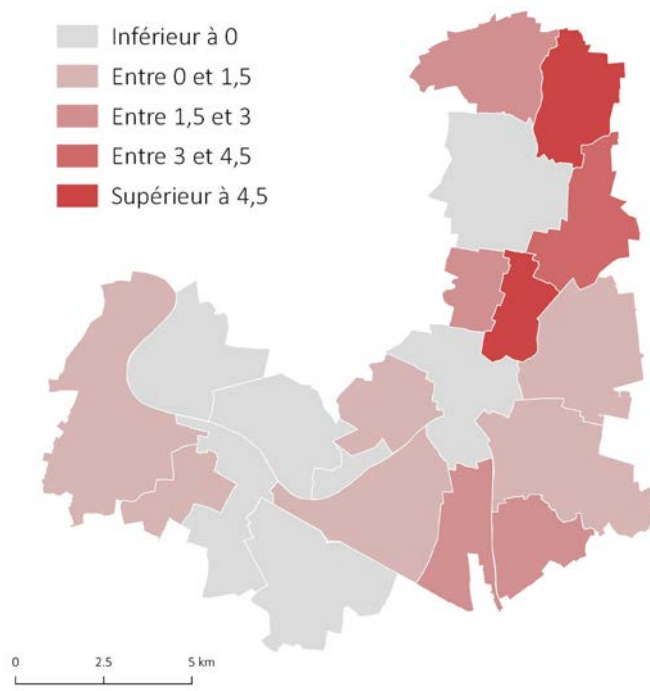 Inférieur à 0
Entre 0 et 1,5
Entre 1,5 et 3
Entre 3 et 4,5
Supérieur à 4,5
0 2.5 5 km